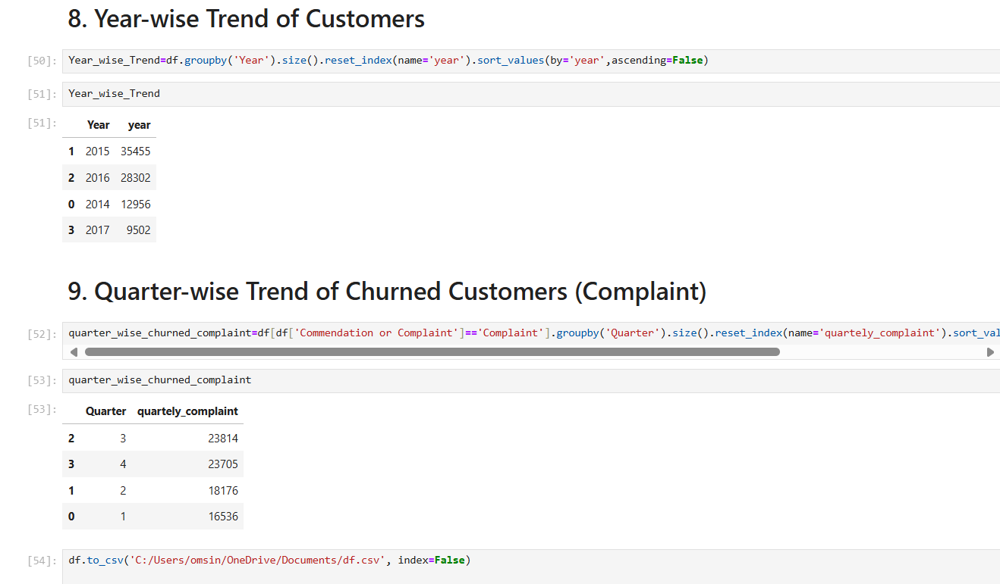 8. Year-wise Trend of Customers
[50]: Year_wise_Trend=df.groupby('Year').size().reset_index(name='year').sort_values(by='year',ascending=False)
[51]: Year_wise_Trend
[51]:
Year year
1 2015 35455
2 2016 28302
0 2014 12956
3 2017 9502
9. Quarter-wise Trend of Churned Customers (Complaint)
[52]: quarter_wise_churned_complaint=df[df['Commendation or Complaint']=='Complaint'].groupby('Quarter').size().reset_index(name='quartely_complaint').sort_val
[53]: quarter_wise_churned_complaint
[53]:
Quarter quartely_complaint
2 3 23814
3 4 23705
1 2 18176
0 1 16536
[54]: df.to_csv('C:/Users/omsin/OneDrive/Documents/df.csv', index=False)